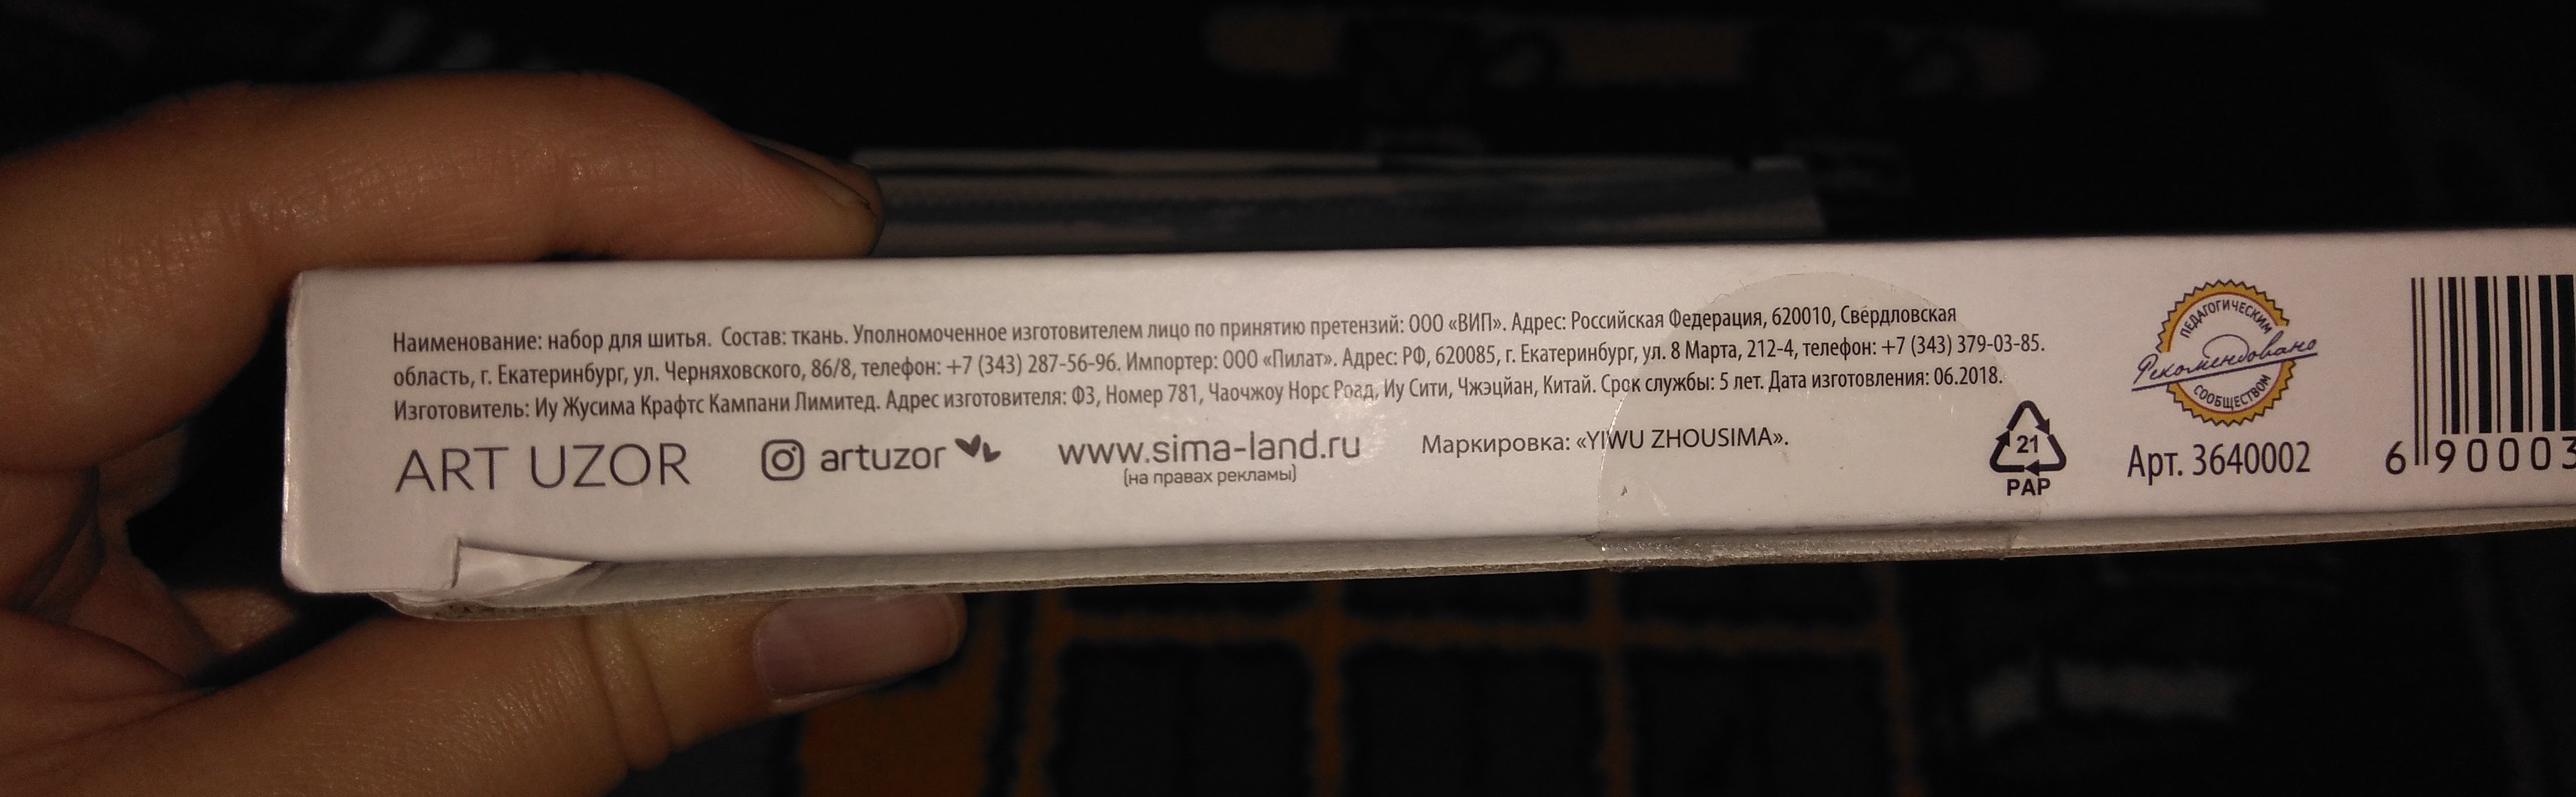 Наименование: набор для шитья. Состав: ткань. Уполномоченное изготовителем лицо по принятию претензий: ООО «ВИП». Адрес: Российская Федерация, 620010, Свердловская
область, г. Екатеринбург, ул. Черняховского, 86/8, телефон: +7 (343) 287-56-96. Импортер: ООО «Пилат». Адрес: РФ, 620085, г. Екатеринбург, ул. 8 Марта, 212-4, телефон: +7 (343) 379-03-85.
Изготовитель: Иу Жусима Крафтс Кампани Лимитед. Адрес изготовителя: Ф3, Номер 781, Чаочжоу Норс Роад, Иу Сити, Чжэцйан, Китай. Срок службы: 5 лет. Дата изготовления: 06.2018.
ART UZOR
artuzor
www.sima-land.ru
(на правах рекламы)
Маркировка: «YIWU ZHOUSIMA».
21
PAP
ПЕДАГОГИЧЕСКИМ
Рекомендовано
СООБЩЕСТВОМ
Арт. 3640002
6 90003